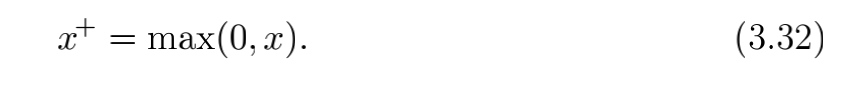 x⁺ = max(0, x). (3.32)